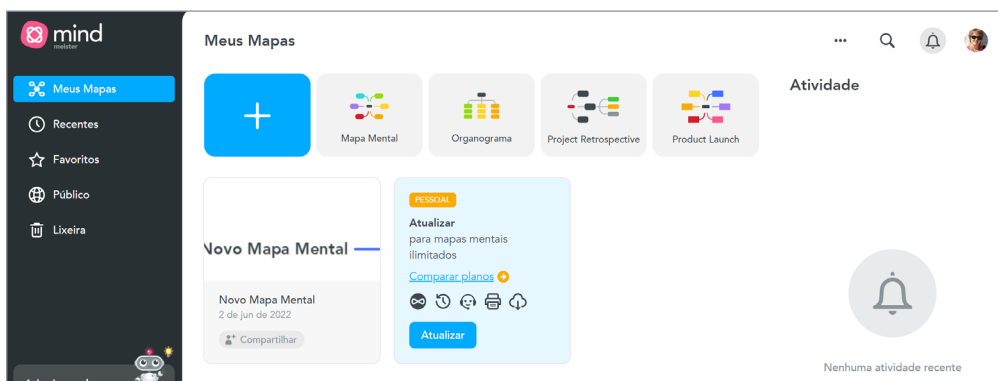 mind
meister
Meus Mapas
Recentes
Favoritos
Público
Lixeira
Meus Mapas
Mapa Mental
Organograma
Project Retrospective
Product Launch
Novo Mapa Mental
Novo Mapa Mental
2 de jun de 2022
Compartilhar
PESSOAL
Atualizar
para mapas mentais
ilimitados
Comparar planos
Atualizar
Atividade
Nenhuma atividade recente